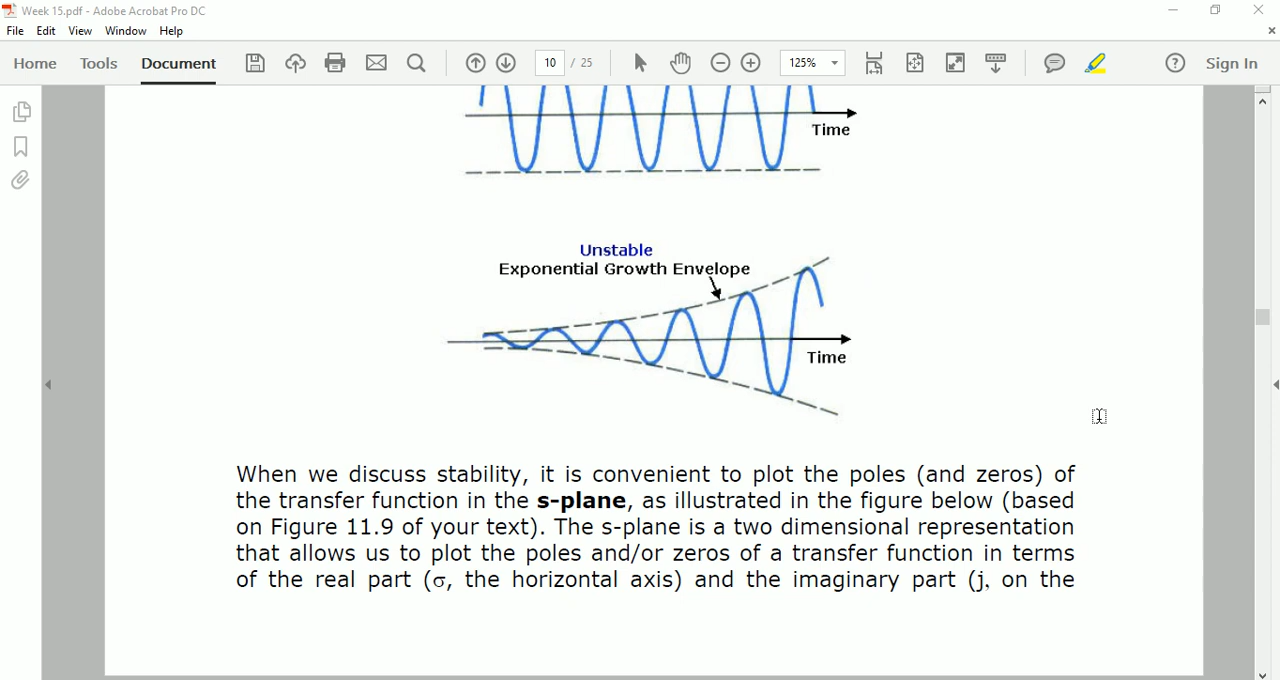 Week 15.pdf - Adobe Acrobat Pro DC
File Edit View Window Help
Home Tools Document 10 / 25 125% Sign In
Time
Unstable
Exponential Growth Envelope
Time
When we discuss stability, it is convenient to plot the poles (and zeros) of
the transfer function in the s-plane, as illustrated in the figure below (based
on Figure 11.9 of your text). The s-plane is a two dimensional representation
that allows us to plot the poles and/or zeros of a transfer function in terms
of the real part (σ, the horizontal axis) and the imaginary part (j, on the